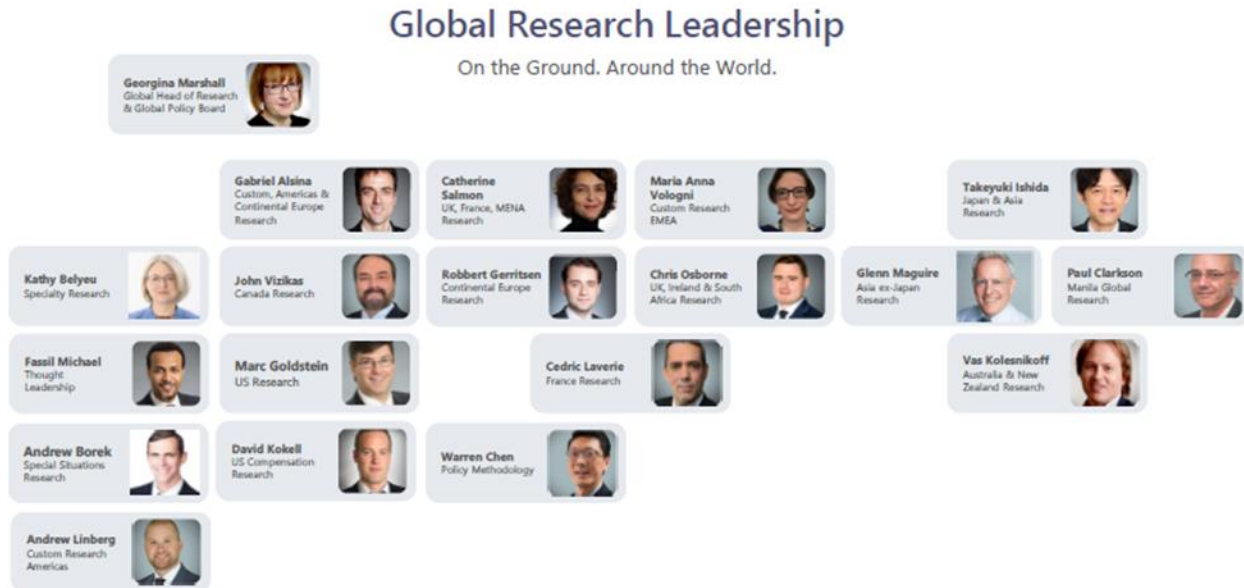 Global Research Leadership
On the Ground. Around the World.
Georgina Marshall
Global Head of Research
& Global Policy Board
Gabriel Alsina
Custom, Americas &
Continental Europe
Research
Catherine
Salmon
UK, France, MENA
Research
Maria Anna
Vologni
Custom Research
EMEA
Takeyuki Ishida
Japan & Asia
Research
Kathy Belyeu
Specialty Research
John Vizikas
Canada Research
Robbert Gerritsen
Continental Europe
Research
Chris Osborne
UK, Ireland & South
Africa Research
Glenn Maguire
Asia ex-Japan
Research
Paul Clarkson
Manila Global
Research
Fassil Michael
Thought
Leadership
Marc Goldstein
US Research
Cedric Laverie
France Research
Vas Kolesnikoff
Australia & New
Zealand Research
Andrew Borek
Special Situations
Research
David Kokell
US Compensation
Research
Warren Chen
Policy Methodology
Andrew Linberg
Custom Research
Americas